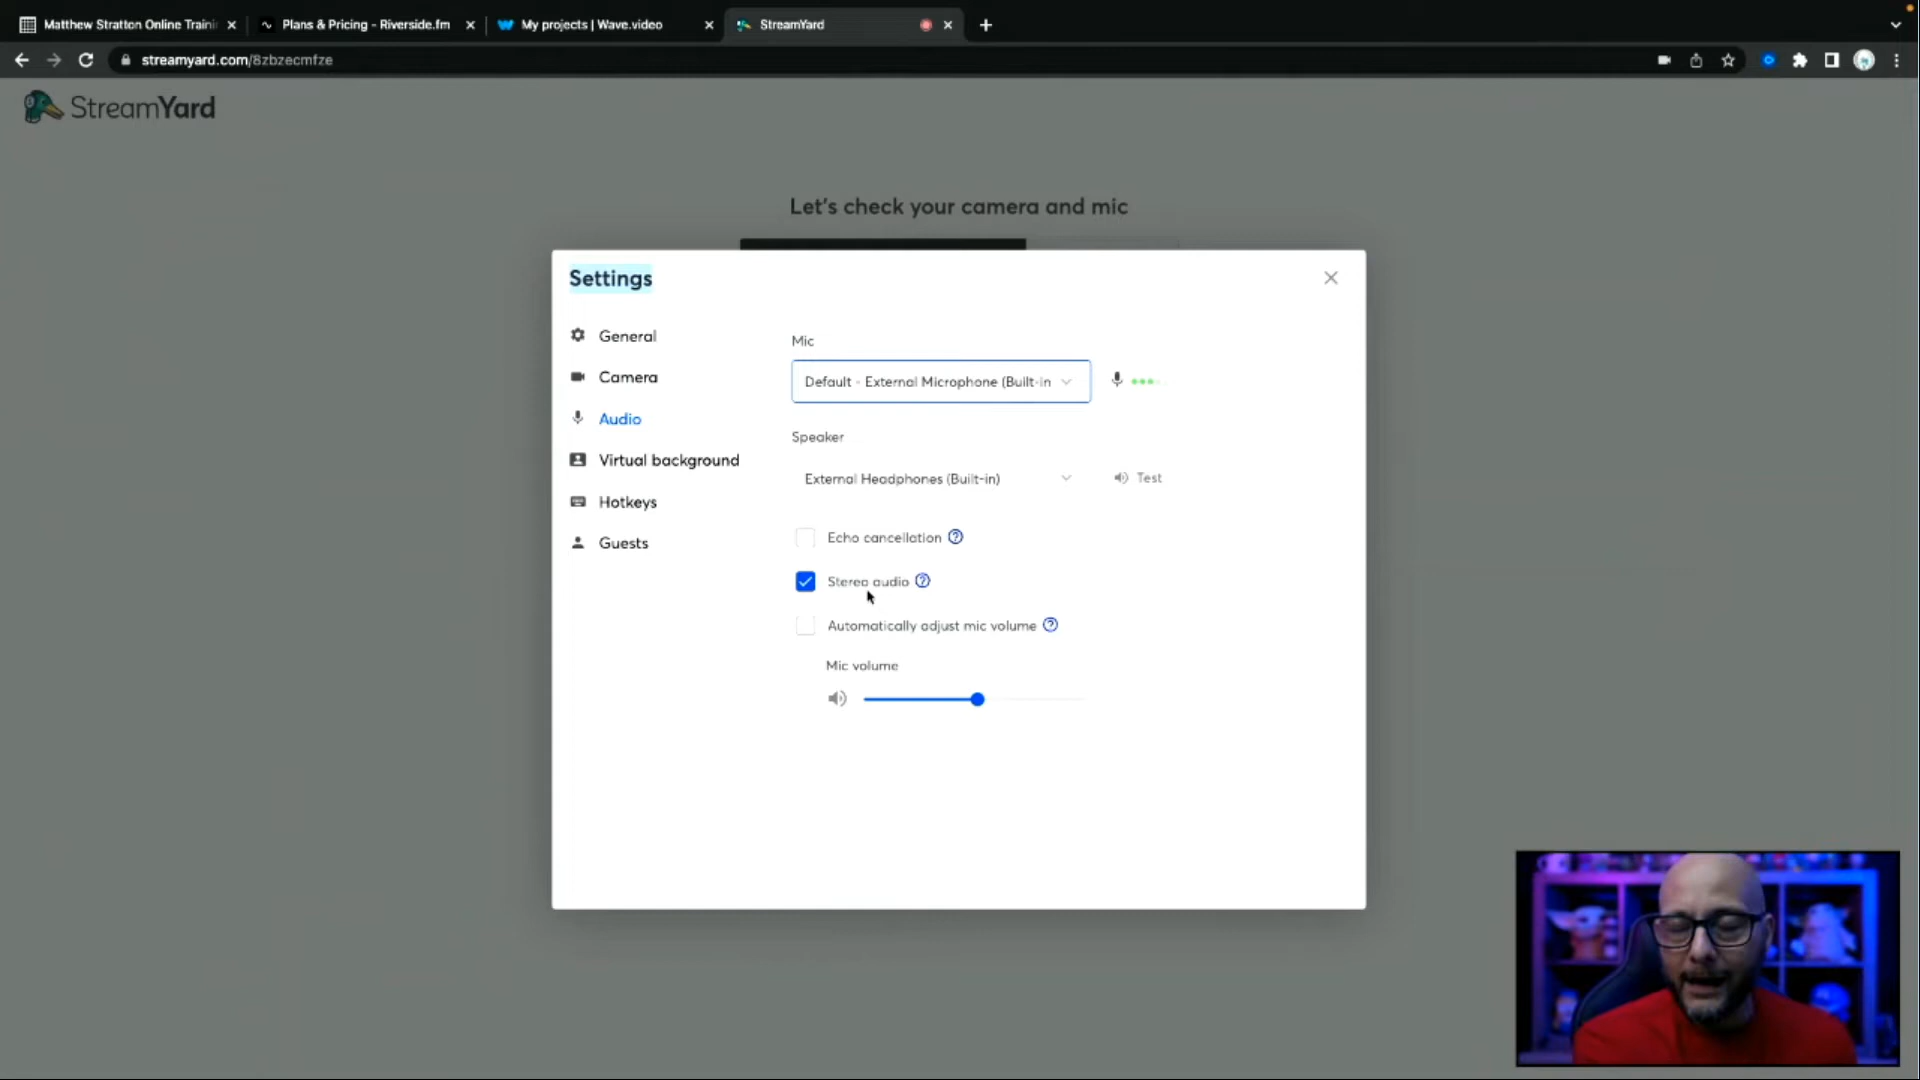 Matthew Stratton Online Traini
Plans & Pricing - Riverside.fm
My projects | Wave.video
StreamYard
streamyard.com/8zbzecmfze
StreamYard
Let's check your camera and mic
Settings
General
Camera
Audio
Virtual background
Hotkeys
Guests
Mic
Default - External Microphone (Built-in
Speaker
External Headphones (Built-in)
Test
Echo cancellation
Stereo audio
Automatically adjust mic volume
Mic volume